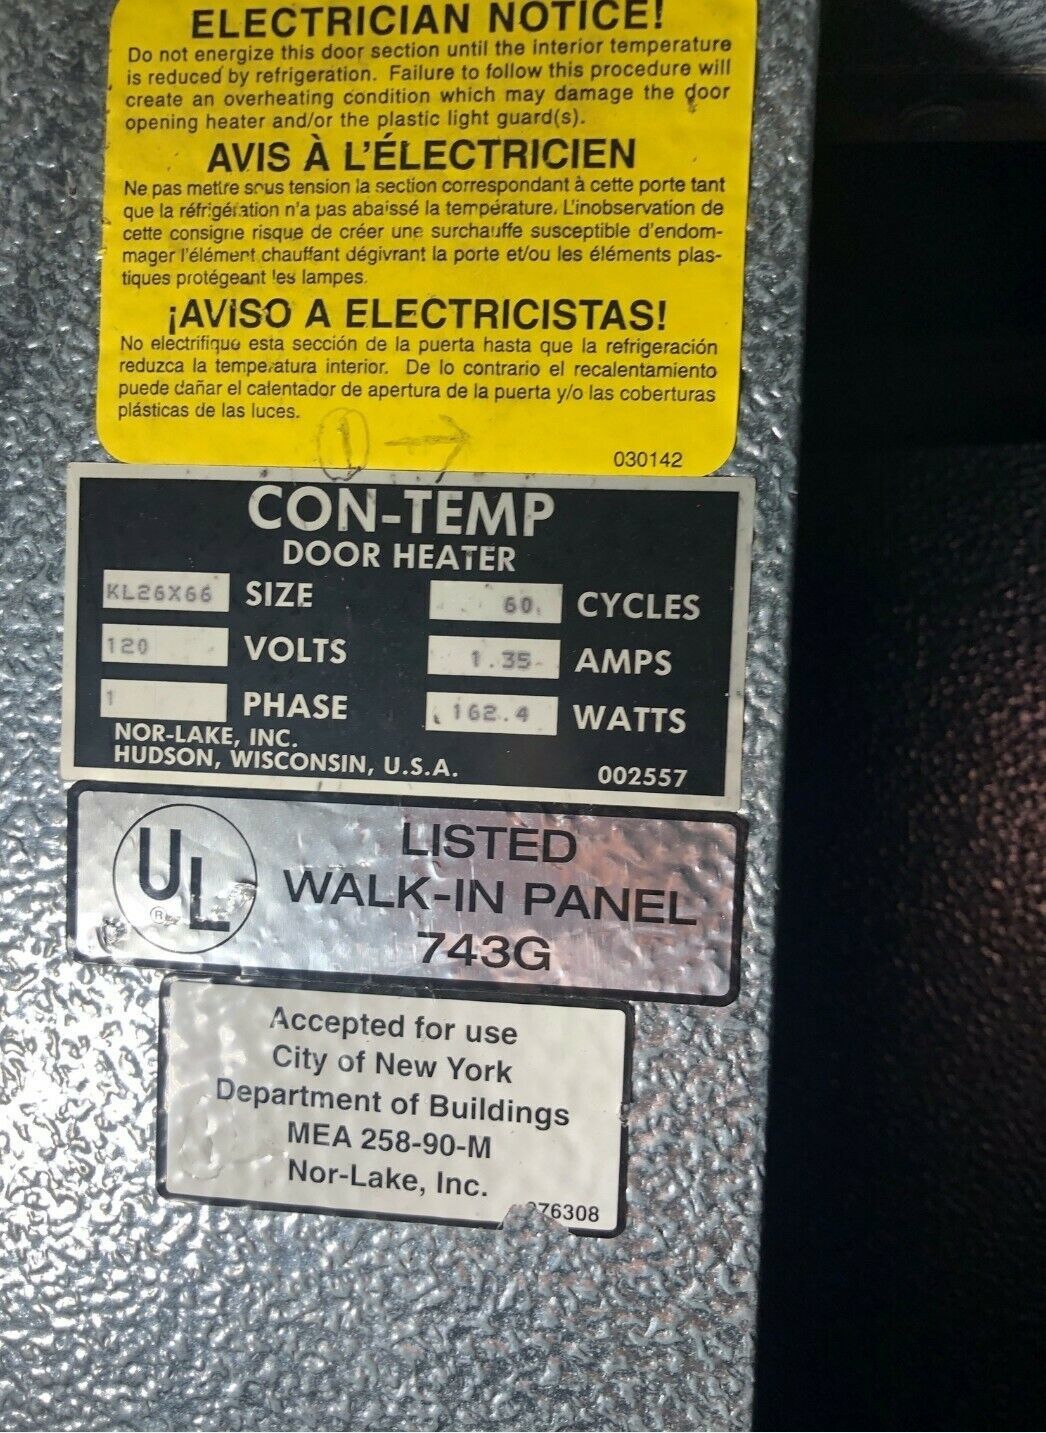 ELECTRICIAN NOTICE!
Do not energize this door section until the interior temperature
is reduced by refrigeration. Failure to follow this procedure will
create an overheating condition which may damage the door
opening heater and/or the plastic light guard(s).
AVIS À L'ÉLECTRICIEN
Ne pas mettre sous tension la section correspondant à cette porte tant
que la réfrigération n'a pas abaissé la température. L'inobservation de
cette consigne risque de créer une surchauffe susceptible d'endom-
mager l'élément chauffant dégivrant la porte et/ou les éléments plas-
tiques protégeant les lampes.
¡AVISO A ELECTRICISTAS!
No electrifique esta sección de la puerta hasta que la refrigeración
reduzca la temperatura interior. De lo contrario el recalentamiento
puede dañar el calentador de apertura de la puerta y/o las coberturas
plásticas de las luces.
1 →
030142
CON-TEMP
DOOR HEATER
KL26X66 SIZE 60 CYCLES
120 VOLTS 1.35 AMPS
1 PHASE 162.4 WATTS
NOR-LAKE, INC.
HUDSON, WISCONSIN, U.S.A. 002557
UL ®
LISTED
WALK-IN PANEL
743G
Accepted for use
City of New York
Department of Buildings
MEA 258-90-M
Nor-Lake, Inc.